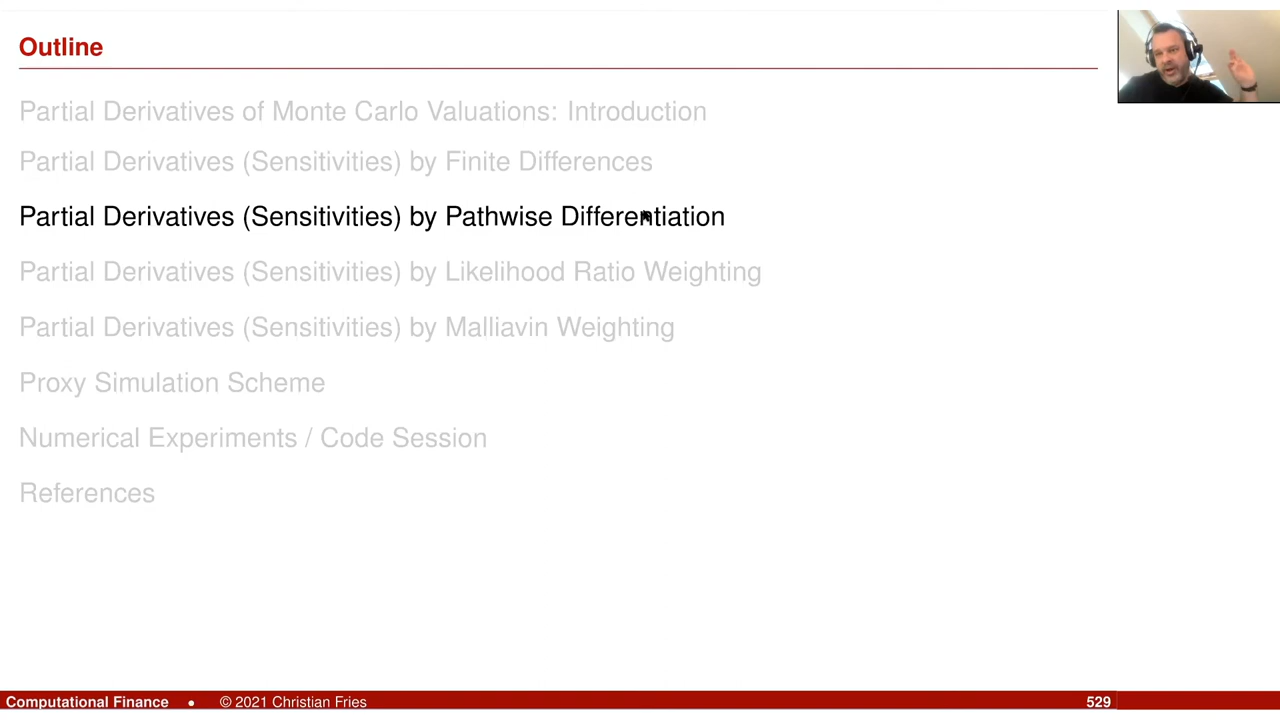 Outline
Partial Derivatives of Monte Carlo Valuations: Introduction
Partial Derivatives (Sensitivities) by Finite Differences
Partial Derivatives (Sensitivities) by Pathwise Differentiation
Partial Derivatives (Sensitivities) by Likelihood Ratio Weighting
Partial Derivatives (Sensitivities) by Malliavin Weighting
Proxy Simulation Scheme
Numerical Experiments / Code Session
References
Computational Finance • © 2021 Christian Fries 529